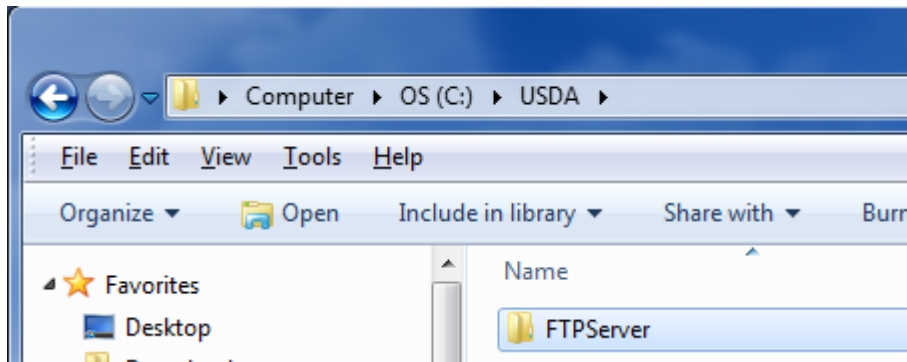 Computer OS (C:) USDA
File Edit View Tools Help
Organize Open Include in library Share with Burn
Favorites
Name
Desktop
FTPServer